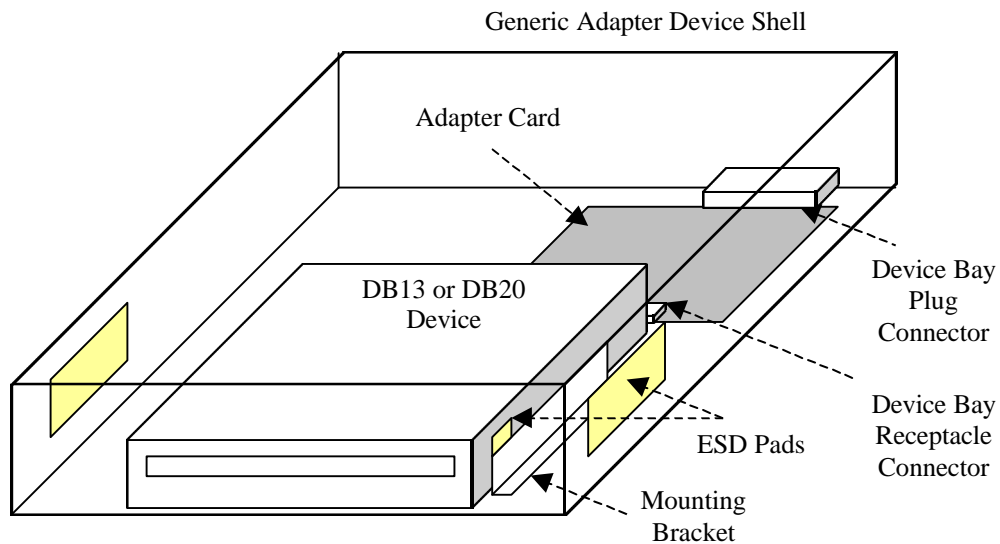 Generic Adapter Device Shell
Adapter Card
DB13 or DB20
Device
Device Bay
Plug
Connector
Device Bay
Receptacle
Connector
ESD Pads
Mounting
Bracket